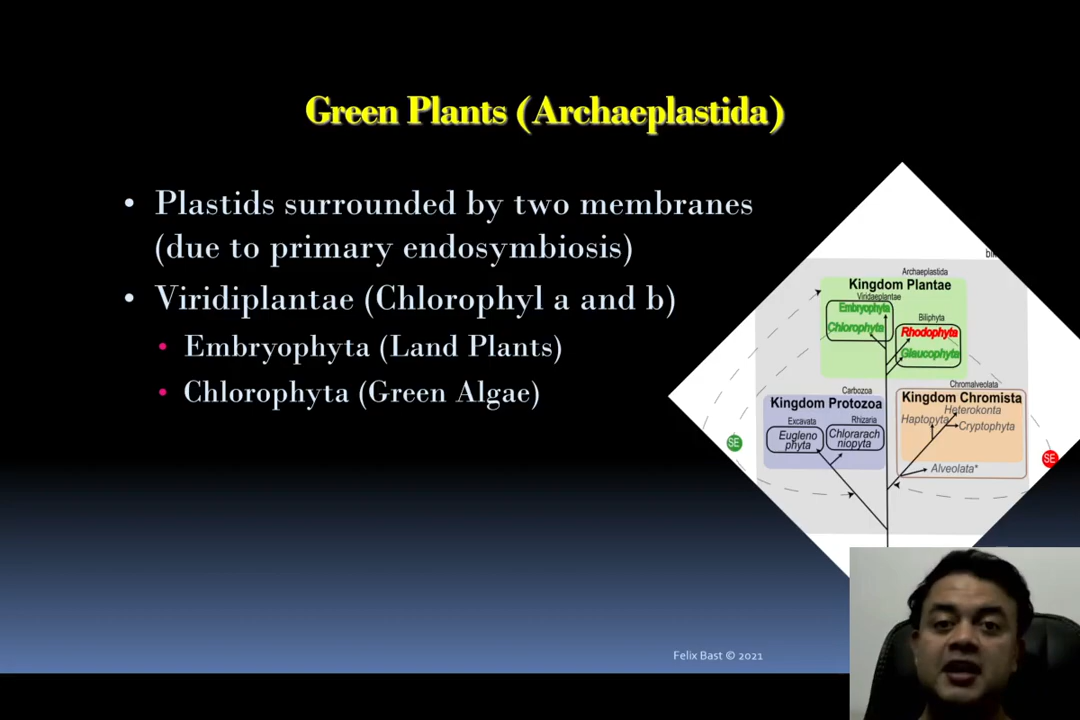 Green Plants (Archaeplastida)
• Plastids surrounded by two membranes
(due to primary endosymbiosis)
• Viridiplantae (Chlorophyl a and b)
• Embryophyta (Land Plants)
• Chlorophyta (Green Algae)
Archaeplastida
Kingdom Plantae
Viridaeplantae
Embryophyta
Chlorophyta
Biliphyta
Rhodophyta
Glaucophyta
Carbozoa
Kingdom Protozoa
Excavata
Eugleno
phyta
Rhizaria
Chlorarach
niopyta
Chromalveolata
Kingdom Chromista
Heterokonta
Haptopyta
Cryptophyta
Alveolata*
SE
SE
Felix Bast © 2021